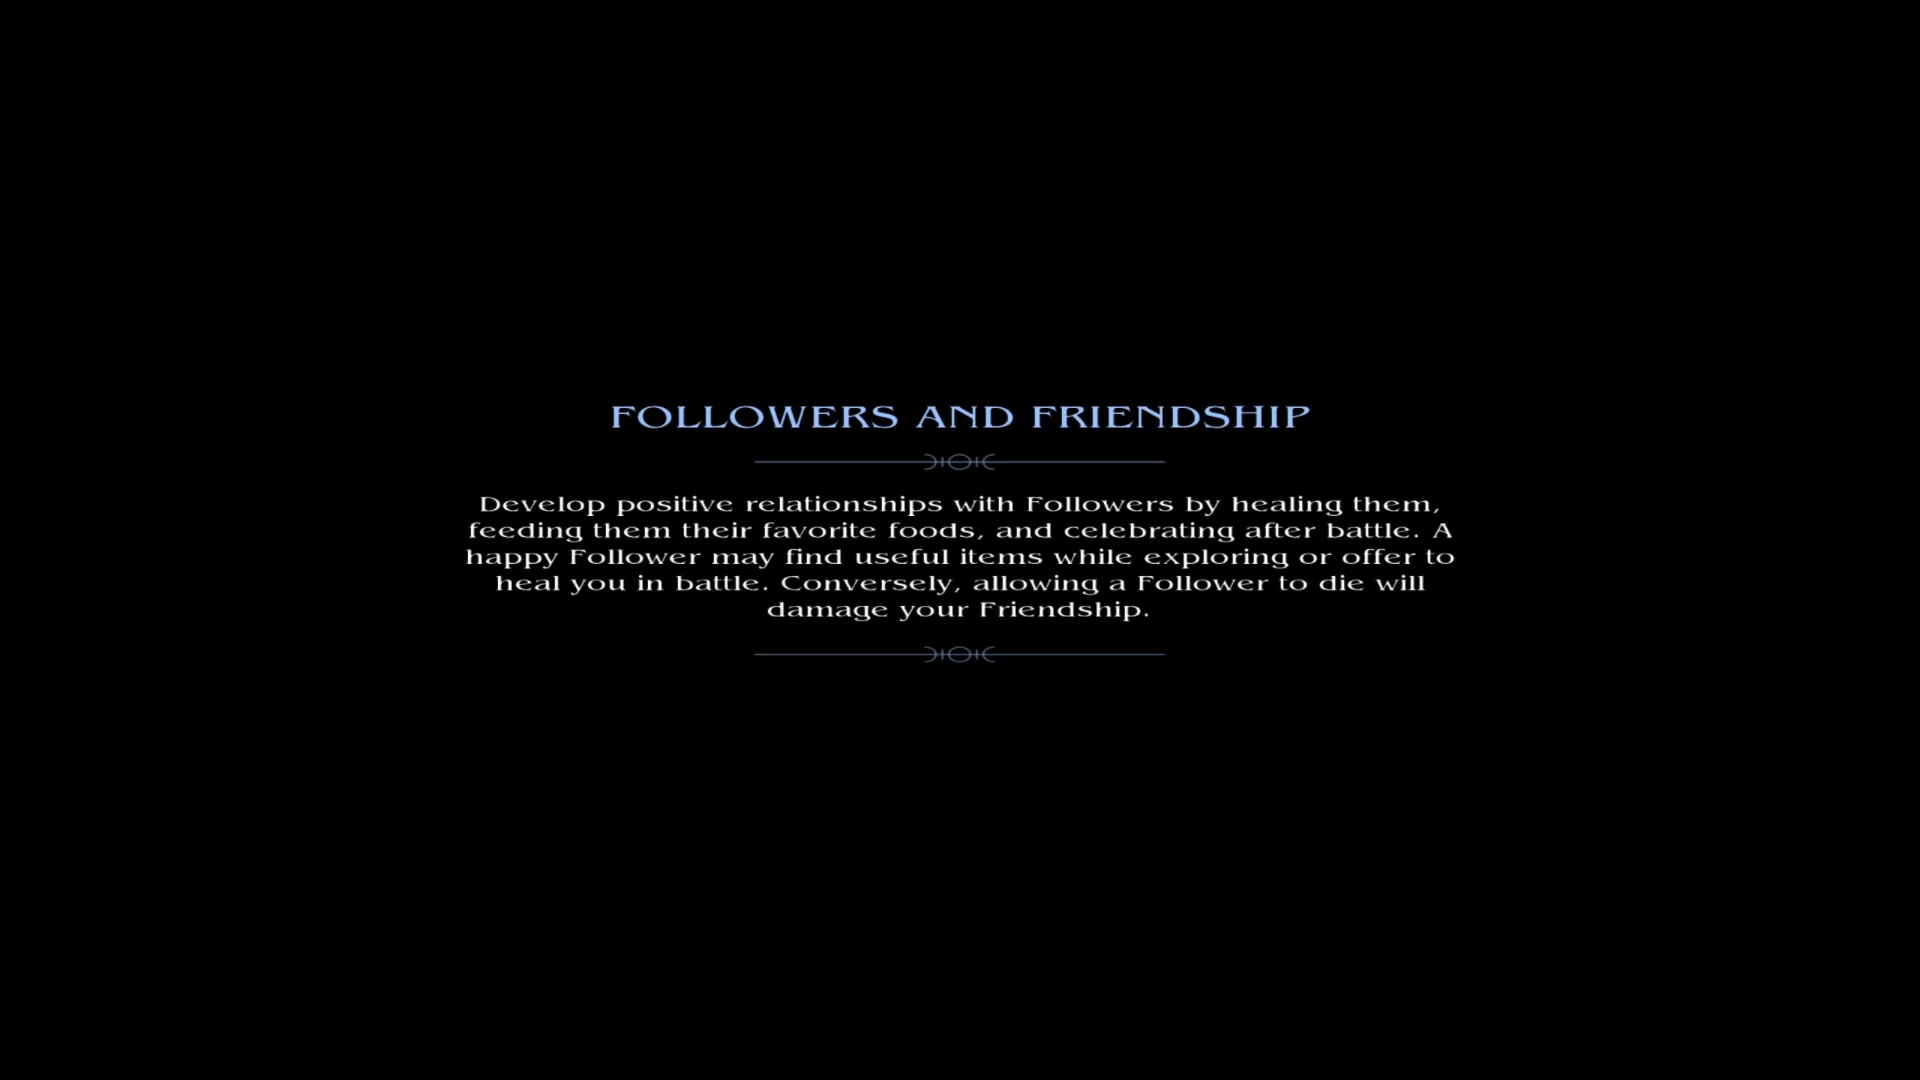 FOLLOWERS AND FRIENDSHIP
Develop positive relationships with Followers by healing them,
feeding them their favorite foods, and celebrating after battle. A
happy Follower may find useful items while exploring or offer to
heal you in battle. Conversely, allowing a Follower to die will
damage your Friendship.